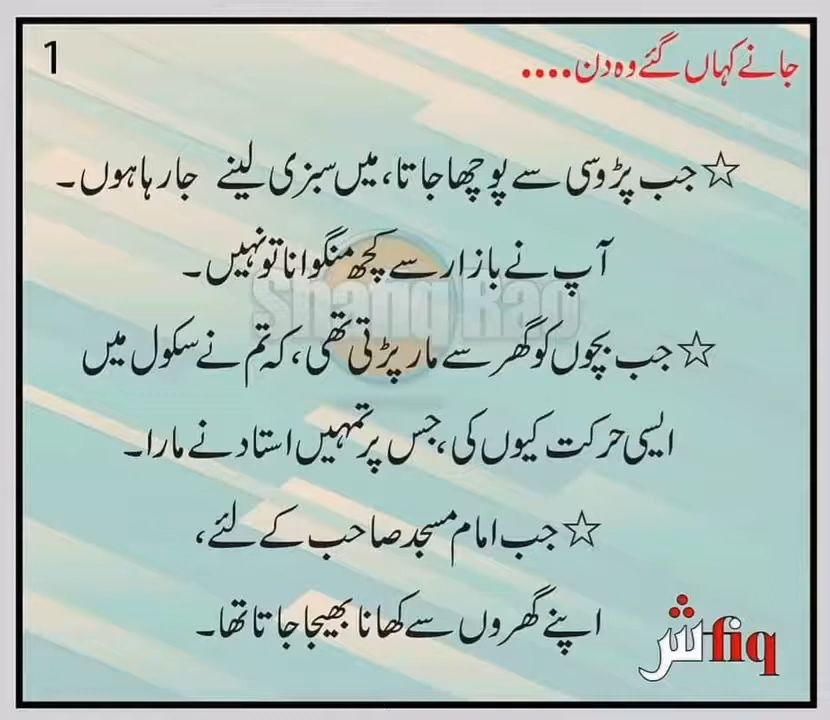 1
جانے کہاں گئے وہ دن....
☆ جب پڑوسی سے پوچھا جاتا، میں سبزی لینے جا رہا ہوں۔
آپ نے بازار سے کچھ منگوانا تو نہیں۔
☆ جب بچوں کو گھر سے مار پڑتی تھی، کہ تم نے سکول میں
ایسی حرکت کیوں کی، جس پر تمہیں استاد نے مارا۔
☆ جب امام مسجد صاحب کے لئے،
اپنے گھروں سے کھانا بھیجا جاتا تھا۔
شfiq